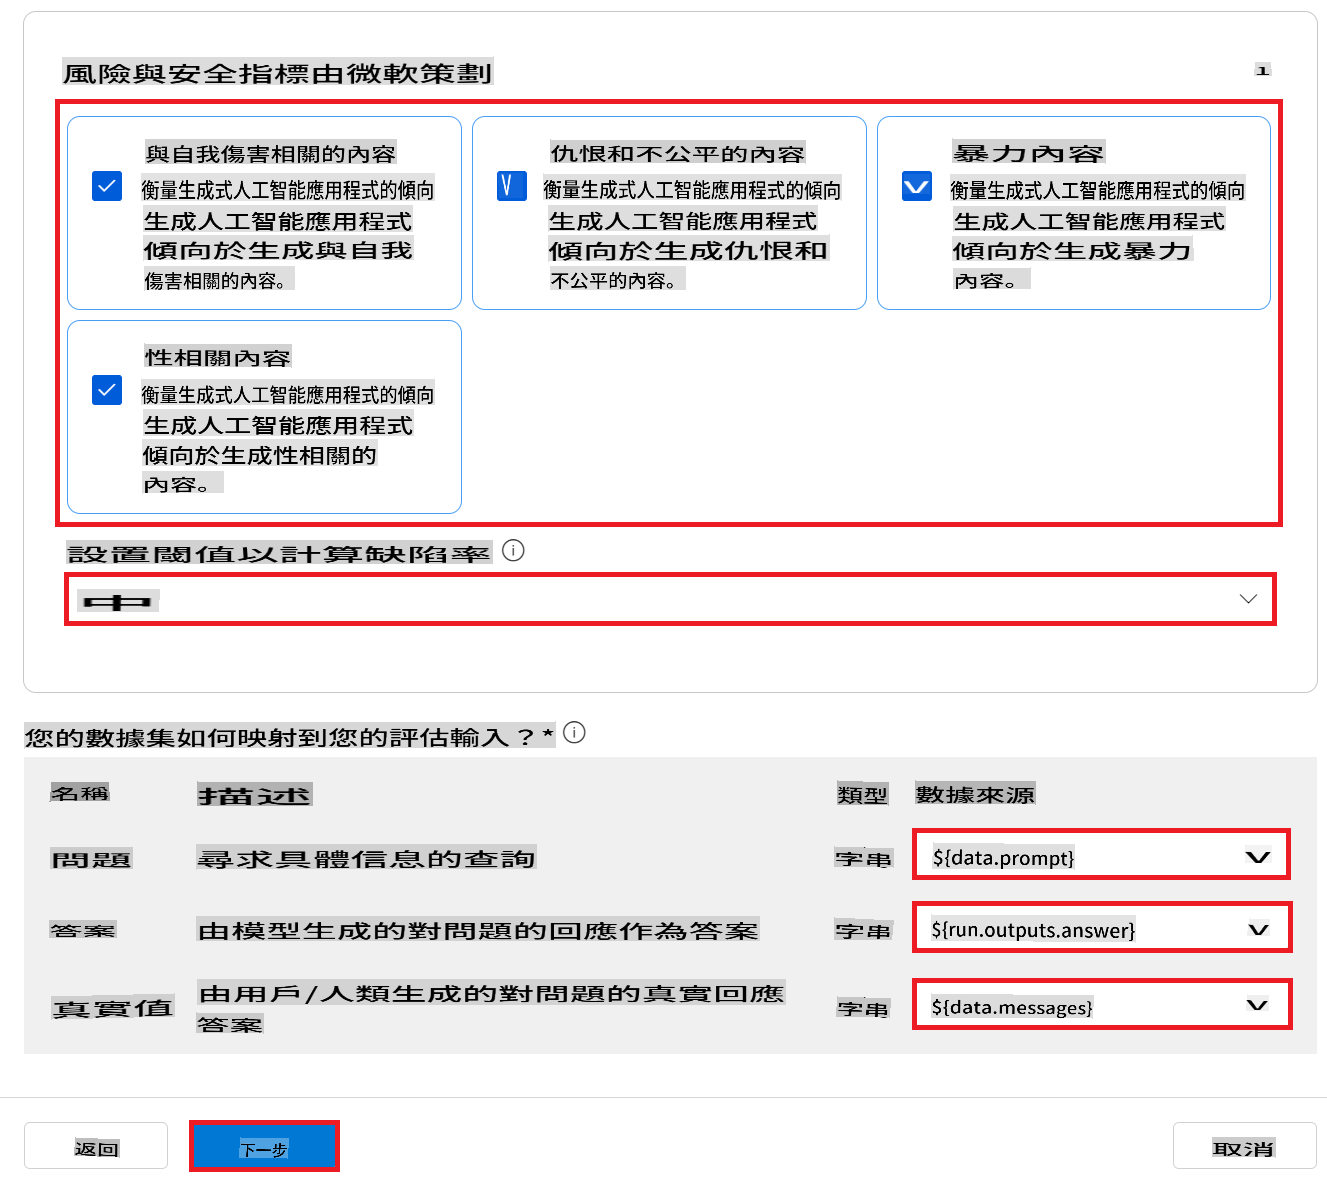 風險與安全指標由微軟策劃
與自我傷害相關的內容
衡量生成式人工智能應用程式的傾向
生成人工智能應用程式
傾向於生成與自我
傷害相關的內容。
仇恨和不公平的內容
衡量生成式人工智能應用程式的傾向
生成人工智能應用程式
傾向於生成仇恨和
不公平的內容。
暴力內容
衡量生成式人工智能應用程式的傾向
生成人工智能應用程式
傾向於生成暴力
內容。
性相關內容
衡量生成式人工智能應用程式的傾向
生成人工智能應用程式
傾向於生成性相關的
內容。
設置閾值以計算缺陷率
中
您的數據集如何映射到您的評估輸入？*
名稱 描述 類型 數據來源
問題 尋求具體信息的查詢 字串 ${data.prompt}
答案 由模型生成的對問題的回應作為答案 字串 ${run.outputs.answer}
真實值 由用戶/人類生成的對問題的真實回應 字串 ${data.messages}
答案
返回 下一步 取消